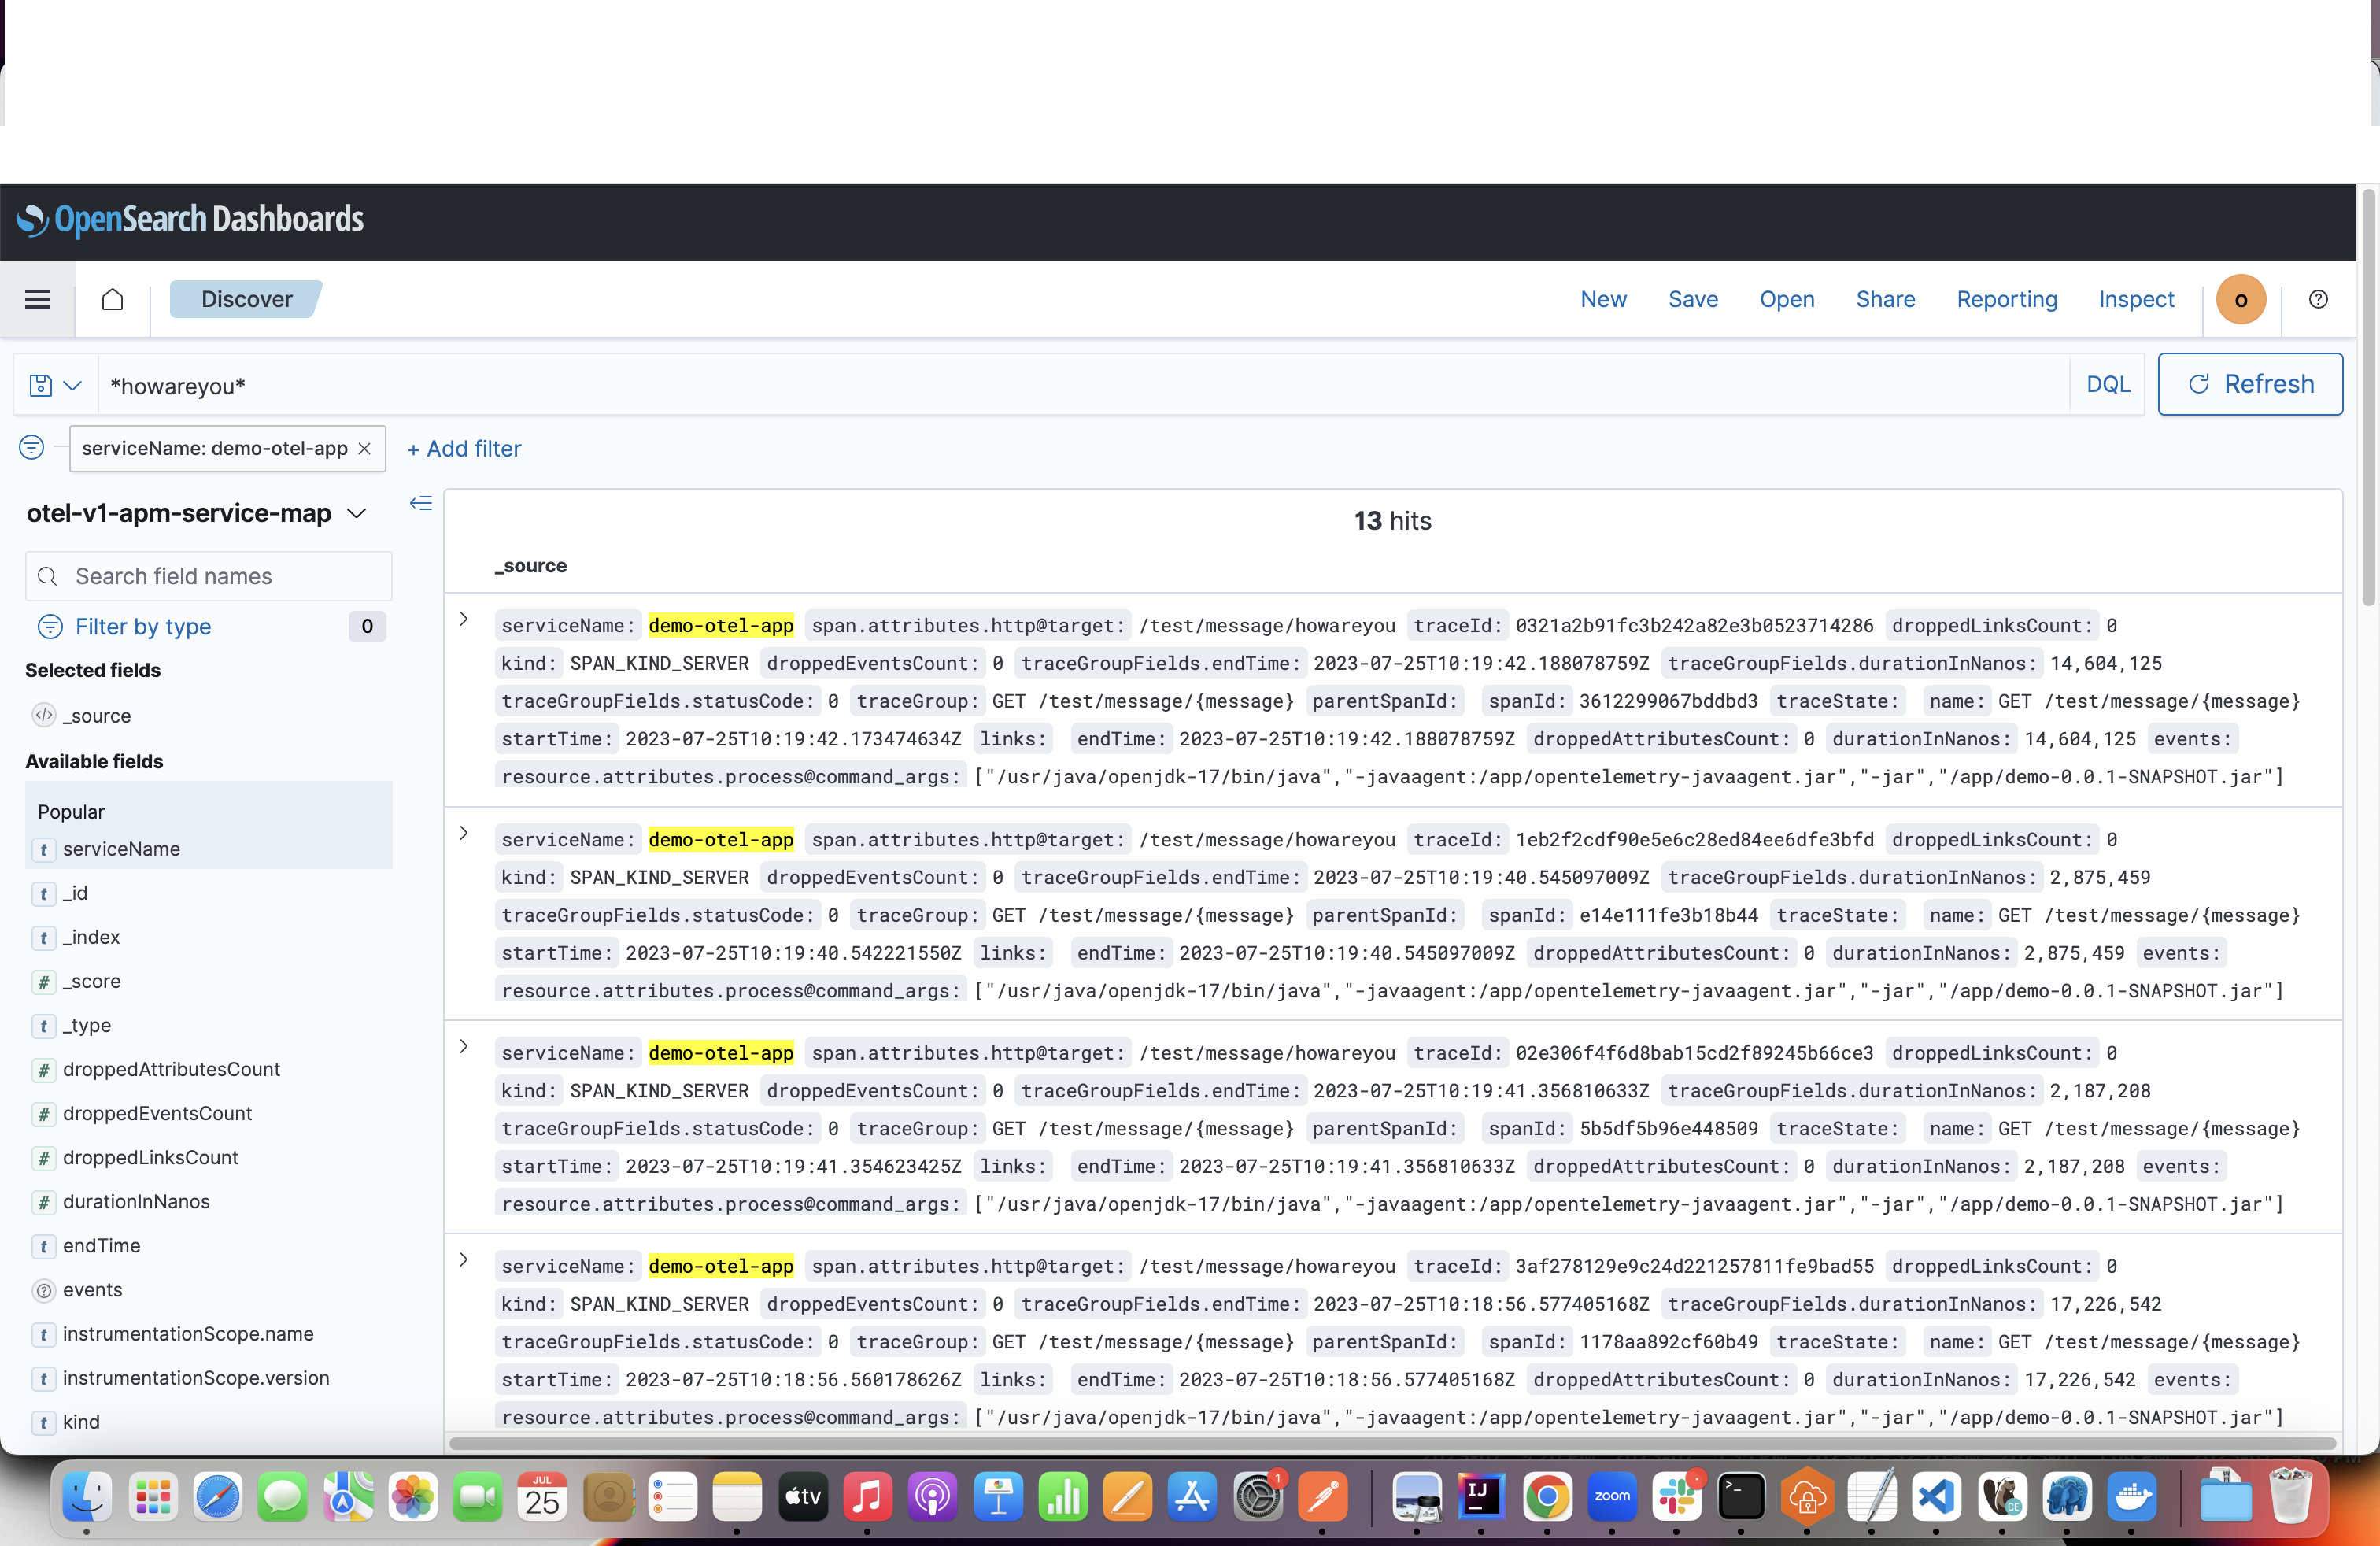 OpenSearch Dashboards
Discover New Save Open Share Reporting Inspect o
*howareyou* DQL Refresh
serviceName: demo-otel-app + Add filter
otel-v1-apm-service-map
Search field names
Filter by type 0
Selected fields
_source
Available fields
Popular
t serviceName
t _id
t _index
# _score
t _type
# droppedAttributesCount
# droppedEventsCount
# droppedLinksCount
# durationInNanos
t endTime
events
t instrumentationScope.name
t instrumentationScope.version
t kind
13 hits
_source
serviceName: demo-otel-app span.attributes.http@target: /test/message/howareyou traceId: 0321a2b91fc3b242a82e3b0523714286 droppedLinksCount: 0
kind: SPAN_KIND_SERVER droppedEventsCount: 0 traceGroupFields.endTime: 2023-07-25T10:19:42.188078759Z traceGroupFields.durationInNanos: 14,604,125
traceGroupFields.statusCode: 0 traceGroup: GET /test/message/{message} parentSpanId: spanId: 3612299067bddbd3 traceState: name: GET /test/message/{message}
startTime: 2023-07-25T10:19:42.173474634Z links: endTime: 2023-07-25T10:19:42.188078759Z droppedAttributesCount: 0 durationInNanos: 14,604,125 events:
resource.attributes.process@command_args: ["/usr/java/openjdk-17/bin/java","-javaagent:/app/opentelemetry-javaagent.jar","-jar","/app/demo-0.0.1-SNAPSHOT.jar"]
serviceName: demo-otel-app span.attributes.http@target: /test/message/howareyou traceId: 1eb2f2cdf90e5e6c28ed84ee6dfe3bfd droppedLinksCount: 0
kind: SPAN_KIND_SERVER droppedEventsCount: 0 traceGroupFields.endTime: 2023-07-25T10:19:40.545097009Z traceGroupFields.durationInNanos: 2,875,459
traceGroupFields.statusCode: 0 traceGroup: GET /test/message/{message} parentSpanId: spanId: e14e111fe3b18b44 traceState: name: GET /test/message/{message}
startTime: 2023-07-25T10:19:40.542221550Z links: endTime: 2023-07-25T10:19:40.545097009Z droppedAttributesCount: 0 durationInNanos: 2,875,459 events:
resource.attributes.process@command_args: ["/usr/java/openjdk-17/bin/java","-javaagent:/app/opentelemetry-javaagent.jar","-jar","/app/demo-0.0.1-SNAPSHOT.jar"]
serviceName: demo-otel-app span.attributes.http@target: /test/message/howareyou traceId: 02e306f4f6d8bab15cd2f89245b66ce3 droppedLinksCount: 0
kind: SPAN_KIND_SERVER droppedEventsCount: 0 traceGroupFields.endTime: 2023-07-25T10:19:41.356810633Z traceGroupFields.durationInNanos: 2,187,208
traceGroupFields.statusCode: 0 traceGroup: GET /test/message/{message} parentSpanId: spanId: 5b5df5b96e448509 traceState: name: GET /test/message/{message}
startTime: 2023-07-25T10:19:41.354623425Z links: endTime: 2023-07-25T10:19:41.356810633Z droppedAttributesCount: 0 durationInNanos: 2,187,208 events:
resource.attributes.process@command_args: ["/usr/java/openjdk-17/bin/java","-javaagent:/app/opentelemetry-javaagent.jar","-jar","/app/demo-0.0.1-SNAPSHOT.jar"]
serviceName: demo-otel-app span.attributes.http@target: /test/message/howareyou traceId: 3af278129e9c24d221257811fe9bad55 droppedLinksCount: 0
kind: SPAN_KIND_SERVER droppedEventsCount: 0 traceGroupFields.endTime: 2023-07-25T10:18:56.577405168Z traceGroupFields.durationInNanos: 17,226,542
traceGroupFields.statusCode: 0 traceGroup: GET /test/message/{message} parentSpanId: spanId: 1178aa892cf60b49 traceState: name: GET /test/message/{message}
startTime: 2023-07-25T10:18:56.560178626Z links: endTime: 2023-07-25T10:18:56.577405168Z droppedAttributesCount: 0 durationInNanos: 17,226,542 events:
resource.attributes.process@command_args: ["/usr/java/openjdk-17/bin/java","-javaagent:/app/opentelemetry-javaagent.jar","-jar","/app/demo-0.0.1-SNAPSHOT.jar"]
JUL
25 tv 1 IJ zoom CE